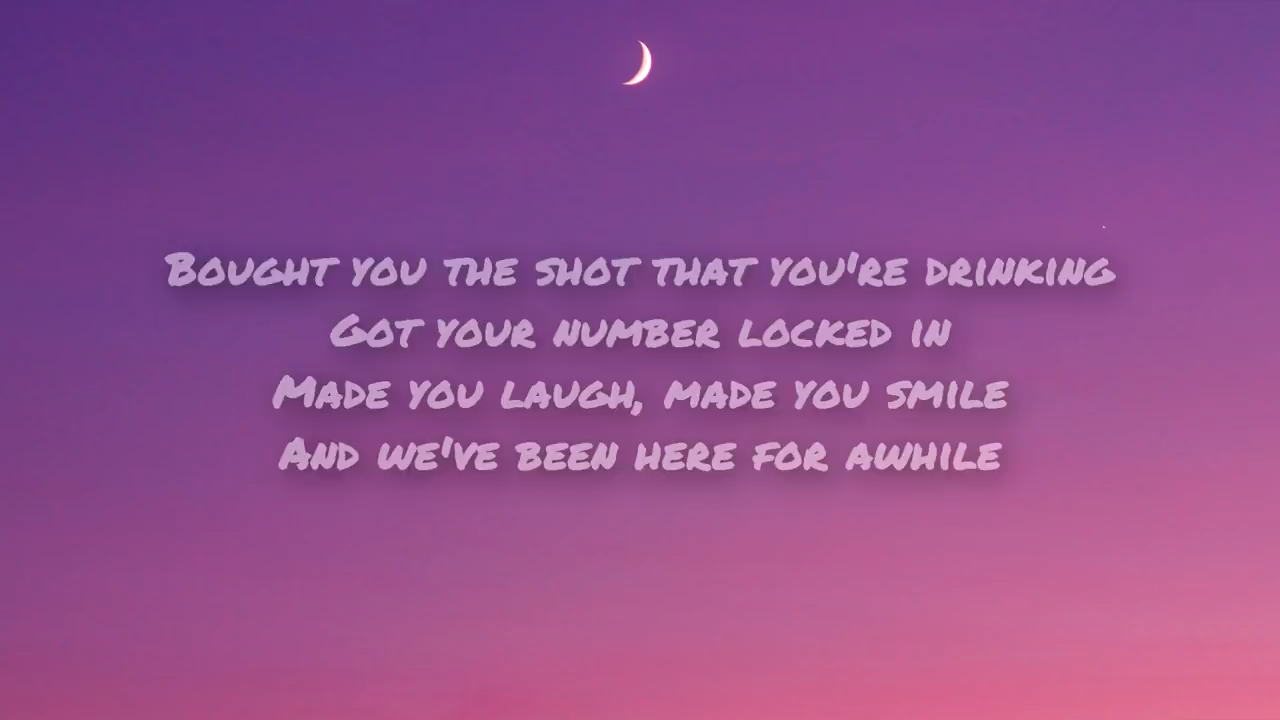 Bought you the shot that you're drinking
Got your number locked in
Made you laugh, made you smile
And we've been here for awhile